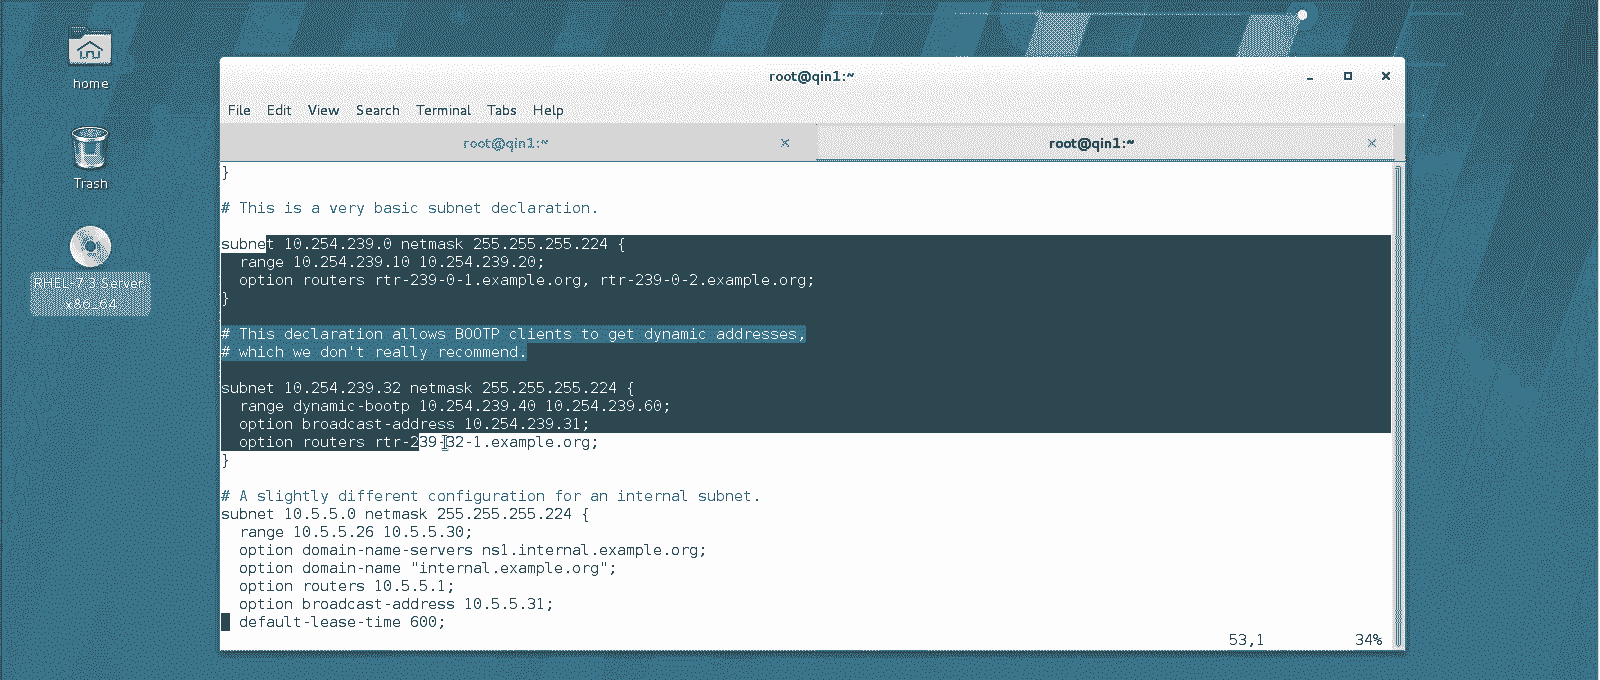 home
Trash
RHEL-7.3 Server.
x86_64
root@qin1:~
File Edit View Search Terminal Tabs Help
root@qin1:~ root@qin1:~
}
# This is a very basic subnet declaration.
subnet 10.254.239.0 netmask 255.255.255.224 {
range 10.254.239.10 10.254.239.20;
option routers rtr-239-0-1.example.org, rtr-239-0-2.example.org;
}
# This declaration allows BOOTP clients to get dynamic addresses,
# which we don't really recommend.
subnet 10.254.239.32 netmask 255.255.255.224 {
range dynamic-bootp 10.254.239.40 10.254.239.60;
option broadcast-address 10.254.239.31;
option routers rtr-239-32-1.example.org;
}
# A slightly different configuration for an internal subnet.
subnet 10.5.5.0 netmask 255.255.255.224 {
range 10.5.5.26 10.5.5.30;
option domain-name-servers ns1.internal.example.org;
option domain-name "internal.example.org";
option routers 10.5.5.1;
option broadcast-address 10.5.5.31;
default-lease-time 600;
53,1 34%